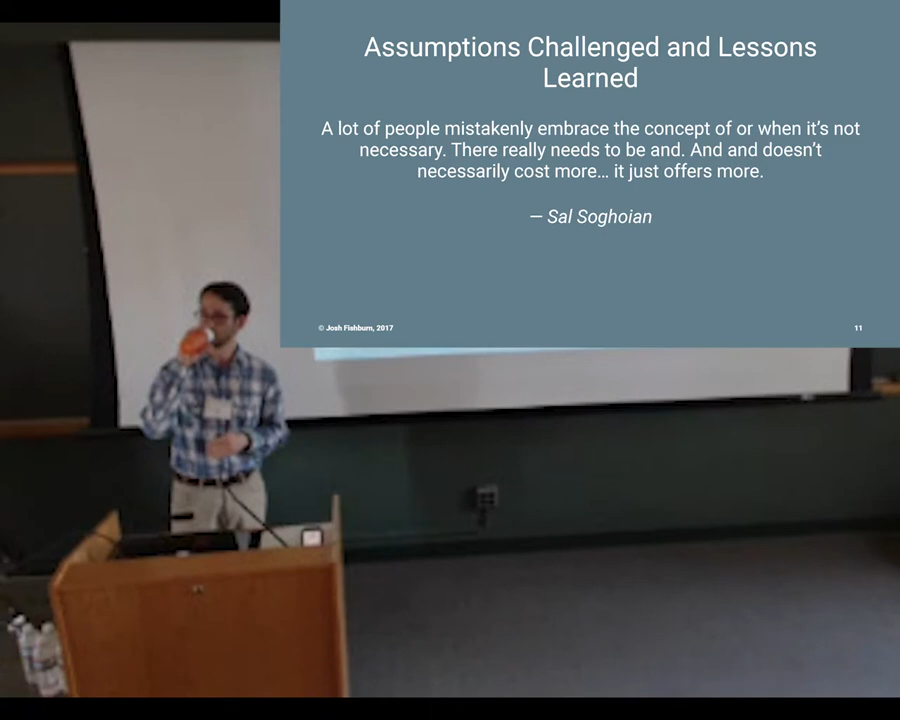 Assumptions Challenged and Lessons
Learned
A lot of people mistakenly embrace the concept of or when it's not
necessary. There really needs to be and. And and doesn't
necessarily cost more... it just offers more.
— Sal Soghoian
© Josh Fishburn, 2017
11